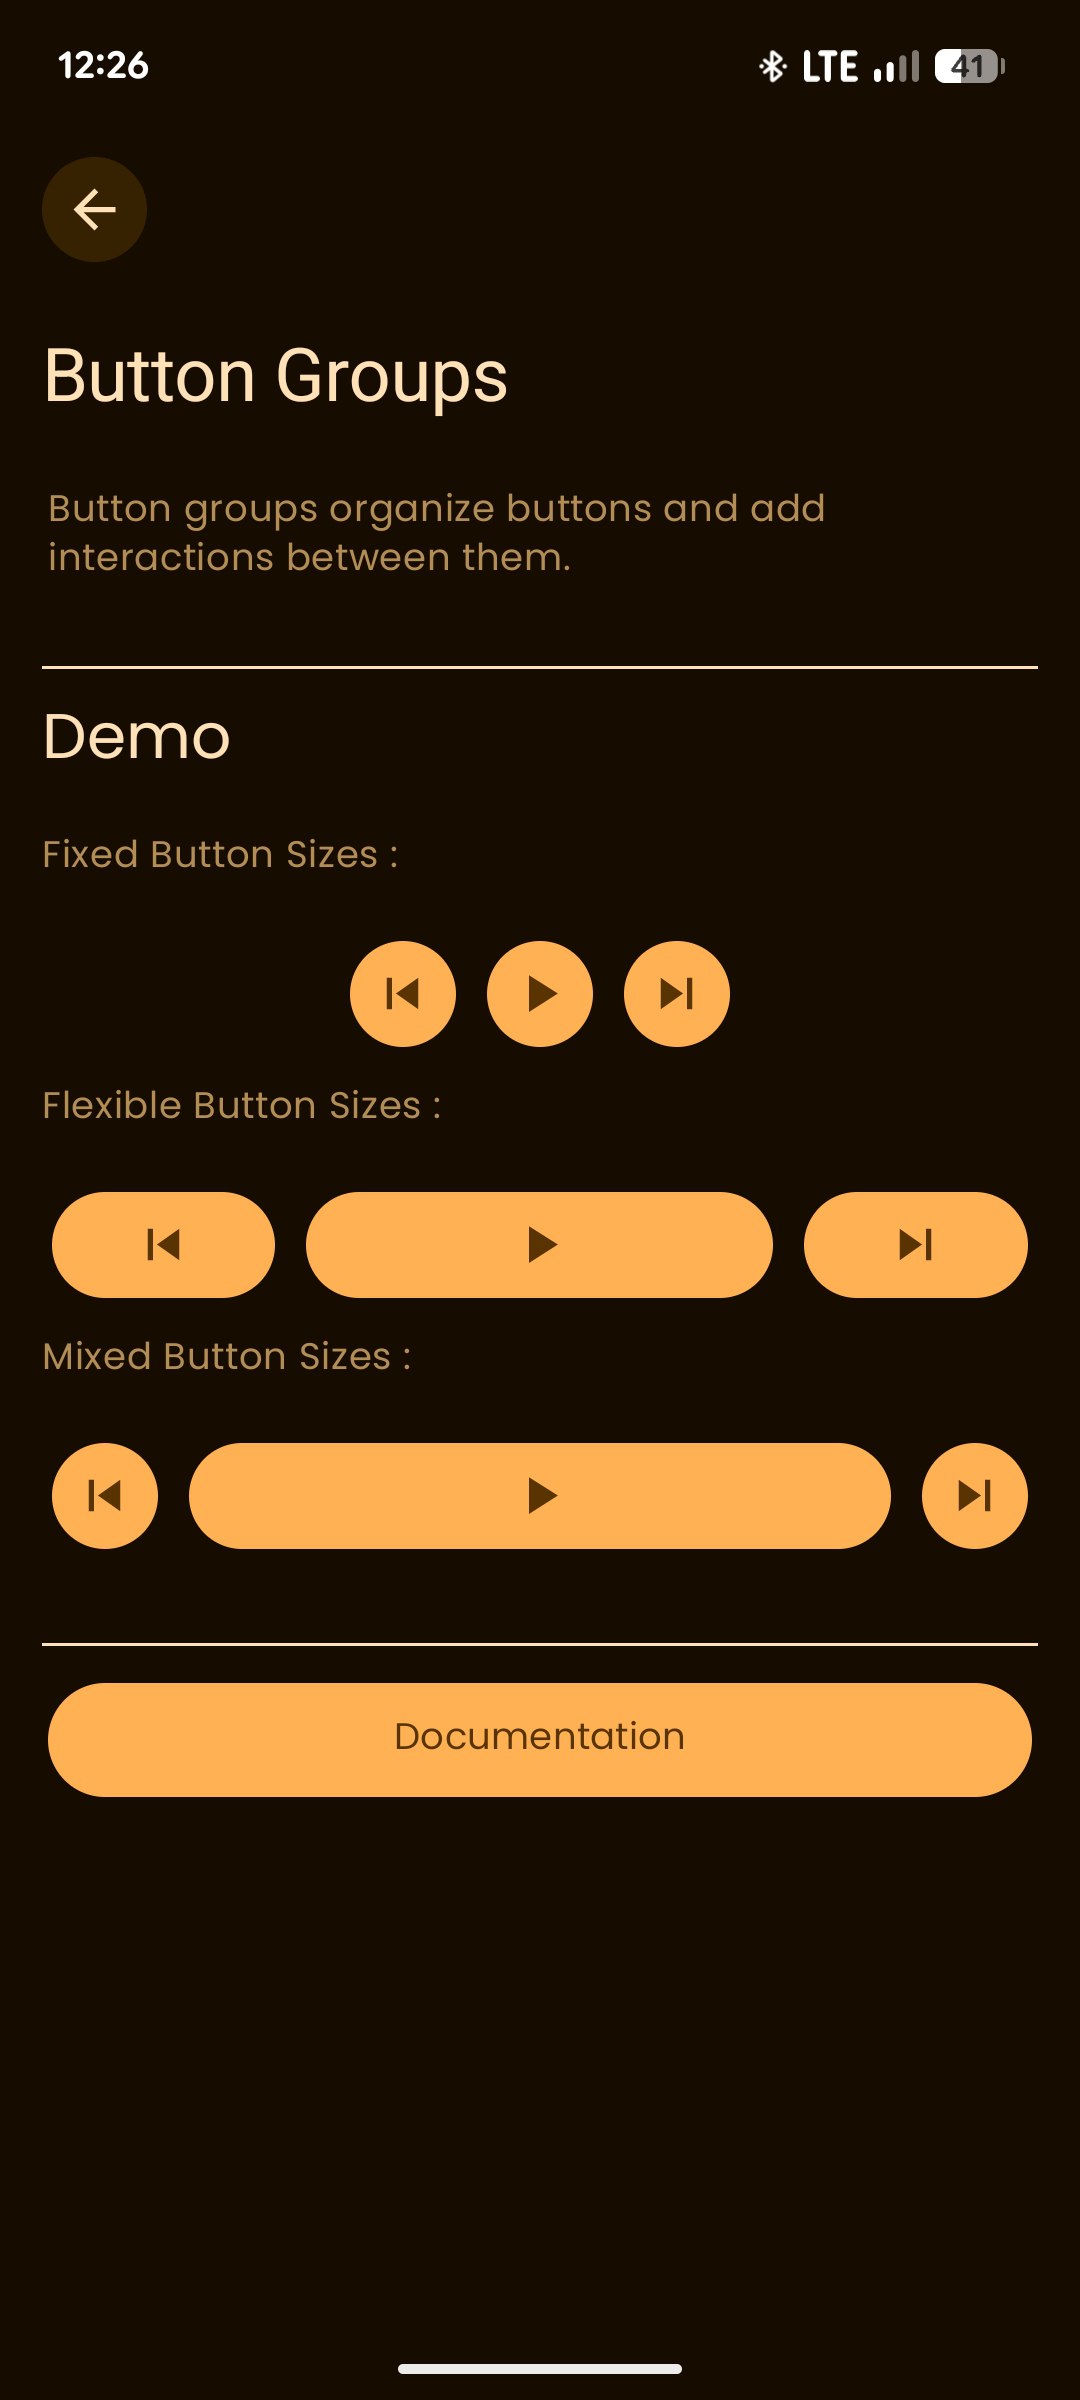 12:26
LTE
41
Button Groups
Button groups organize buttons and add
interactions between them.
Demo
Fixed Button Sizes :
Flexible Button Sizes :
Mixed Button Sizes :
Documentation